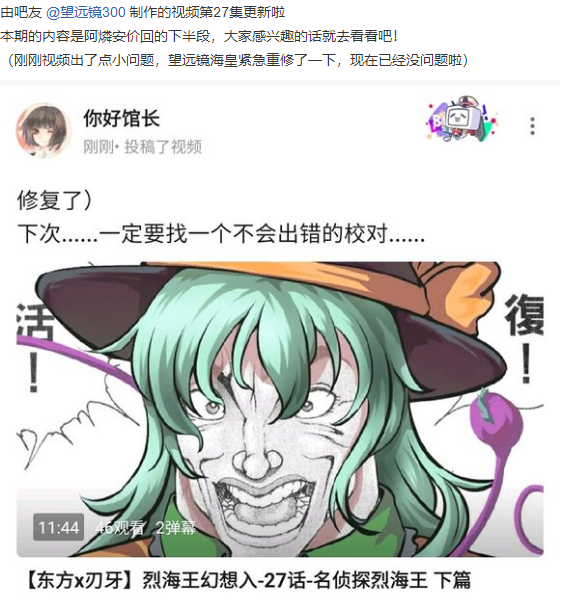 由吧友 @望远镜300 制作的视频第27集更新啦
本期的内容是阿燐安价回的下半段，大家感兴趣的话就去看看吧！
（刚刚视频出了点小问题，望远镜海皇紧急重修了一下，现在已经没问题啦）
你好馆长
刚刚· 投稿了视频
修复了）
下次......一定要找一个不会出错的校对......
活！
復！
11:44 46观看 2弹幕
【东方x刃牙】烈海王幻想入-27话-名侦探烈海王 下篇